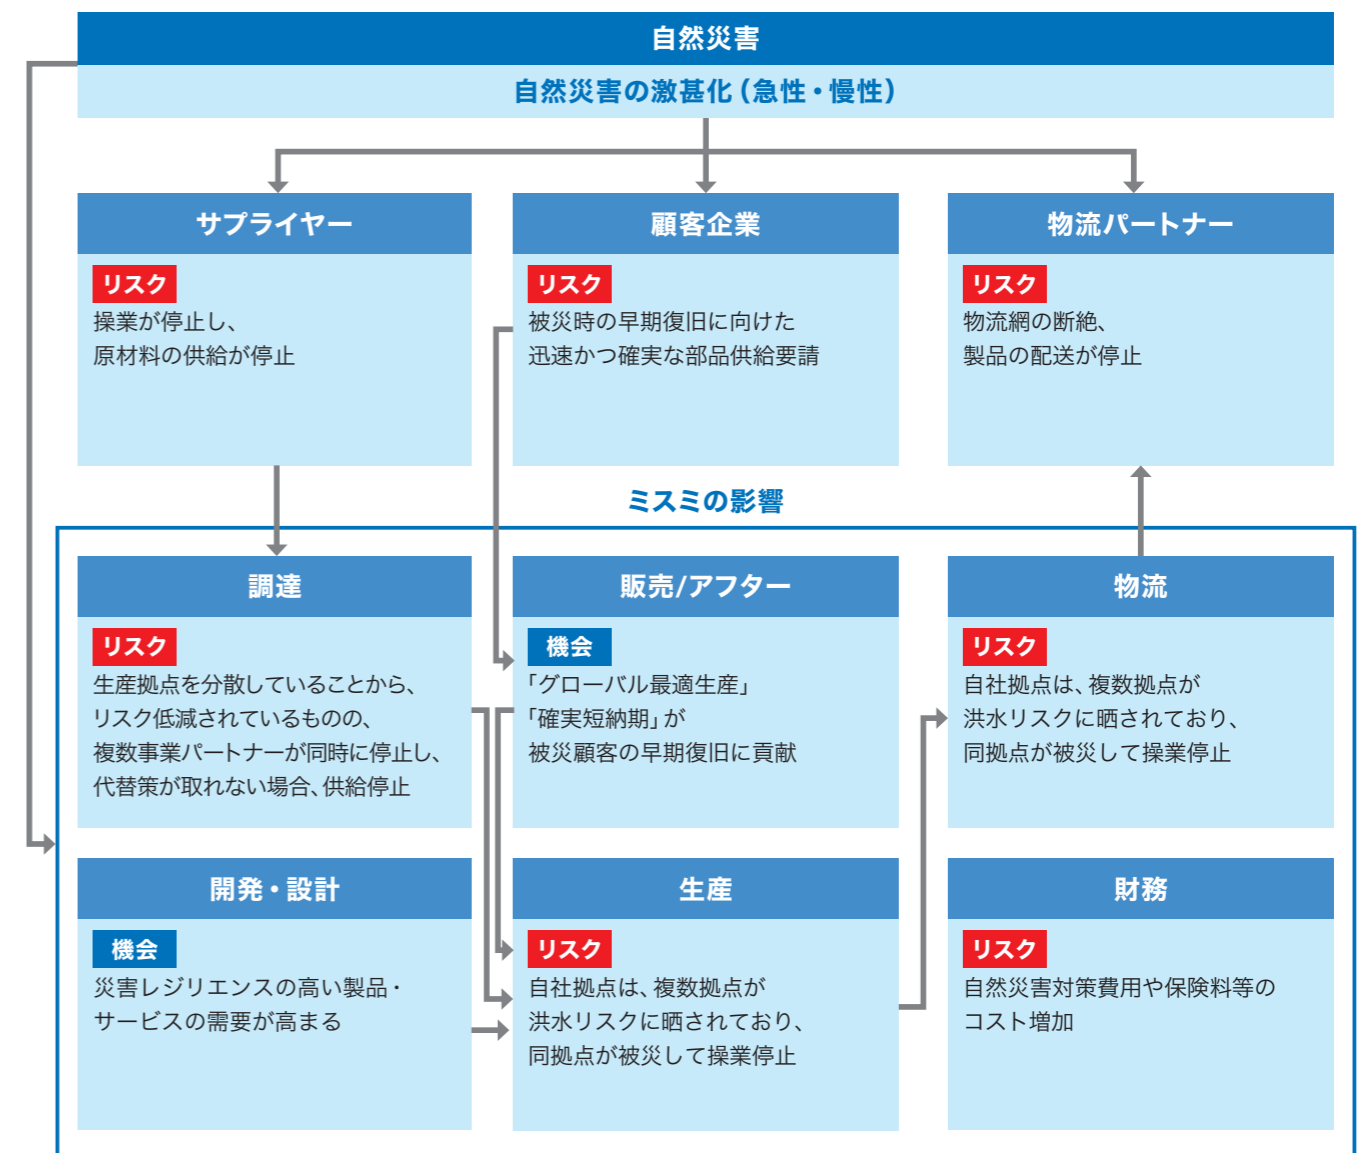 自然災害
自然災害の激甚化（急性・慢性）
サプライヤー
リスク
操業が停止し、
原材料の供給が停止
顧客企業
リスク
被災時の早期復旧に向けた
迅速かつ確実な部品供給要請
物流パートナー
リスク
物流網の断絶、
製品の配送が停止
ミスミの影響
調達
リスク
生産拠点を分散していることから、
リスク低減されているものの、
複数事業パートナーが同時に停止し、
代替策が取れない場合、供給停止
販売/アフター
機会
「グローバル最適生産」
「確実短納期」が
被災顧客の早期復旧に貢献
物流
リスク
自社拠点は、複数拠点が
洪水リスクに晒されており、
同拠点が被災して操業停止
開発・設計
機会
災害レジリエンスの高い製品・
サービスの需要が高まる
生産
リスク
自社拠点は、複数拠点が
洪水リスクに晒されており、
同拠点が被災して操業停止
財務
リスク
自然災害対策費用や保険料等の
コスト増加